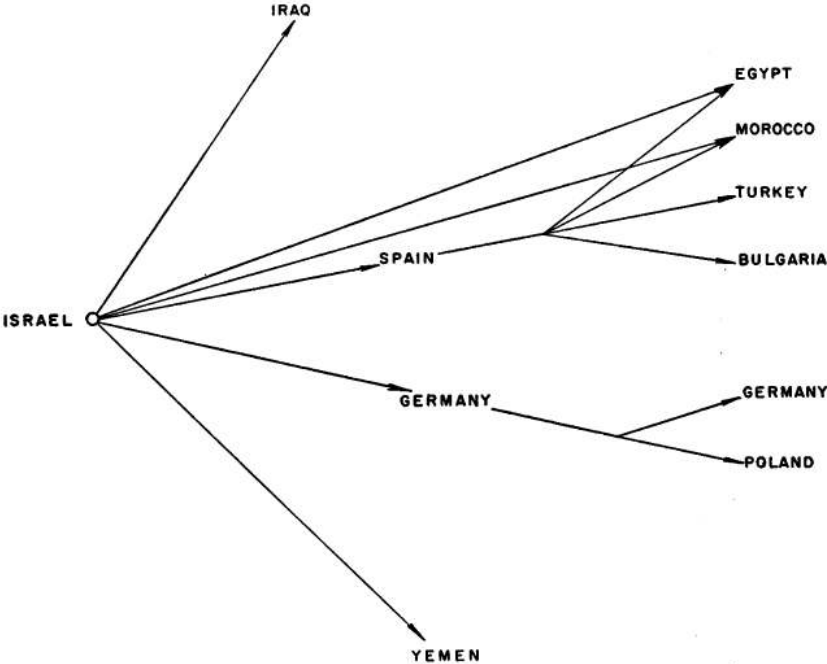 IRAQ
EGYPT
MOROCCO
TURKEY
SPAIN
BULGARIA
ISRAEL
GERMANY
GERMANY
POLAND
YEMEN